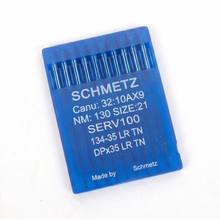 SCHMETZ
Canu: 32:10AX9
NM: 130 SIZE:21
SERV100
134-35 LR TN
DPx35 LR TN
Made by Schmetz